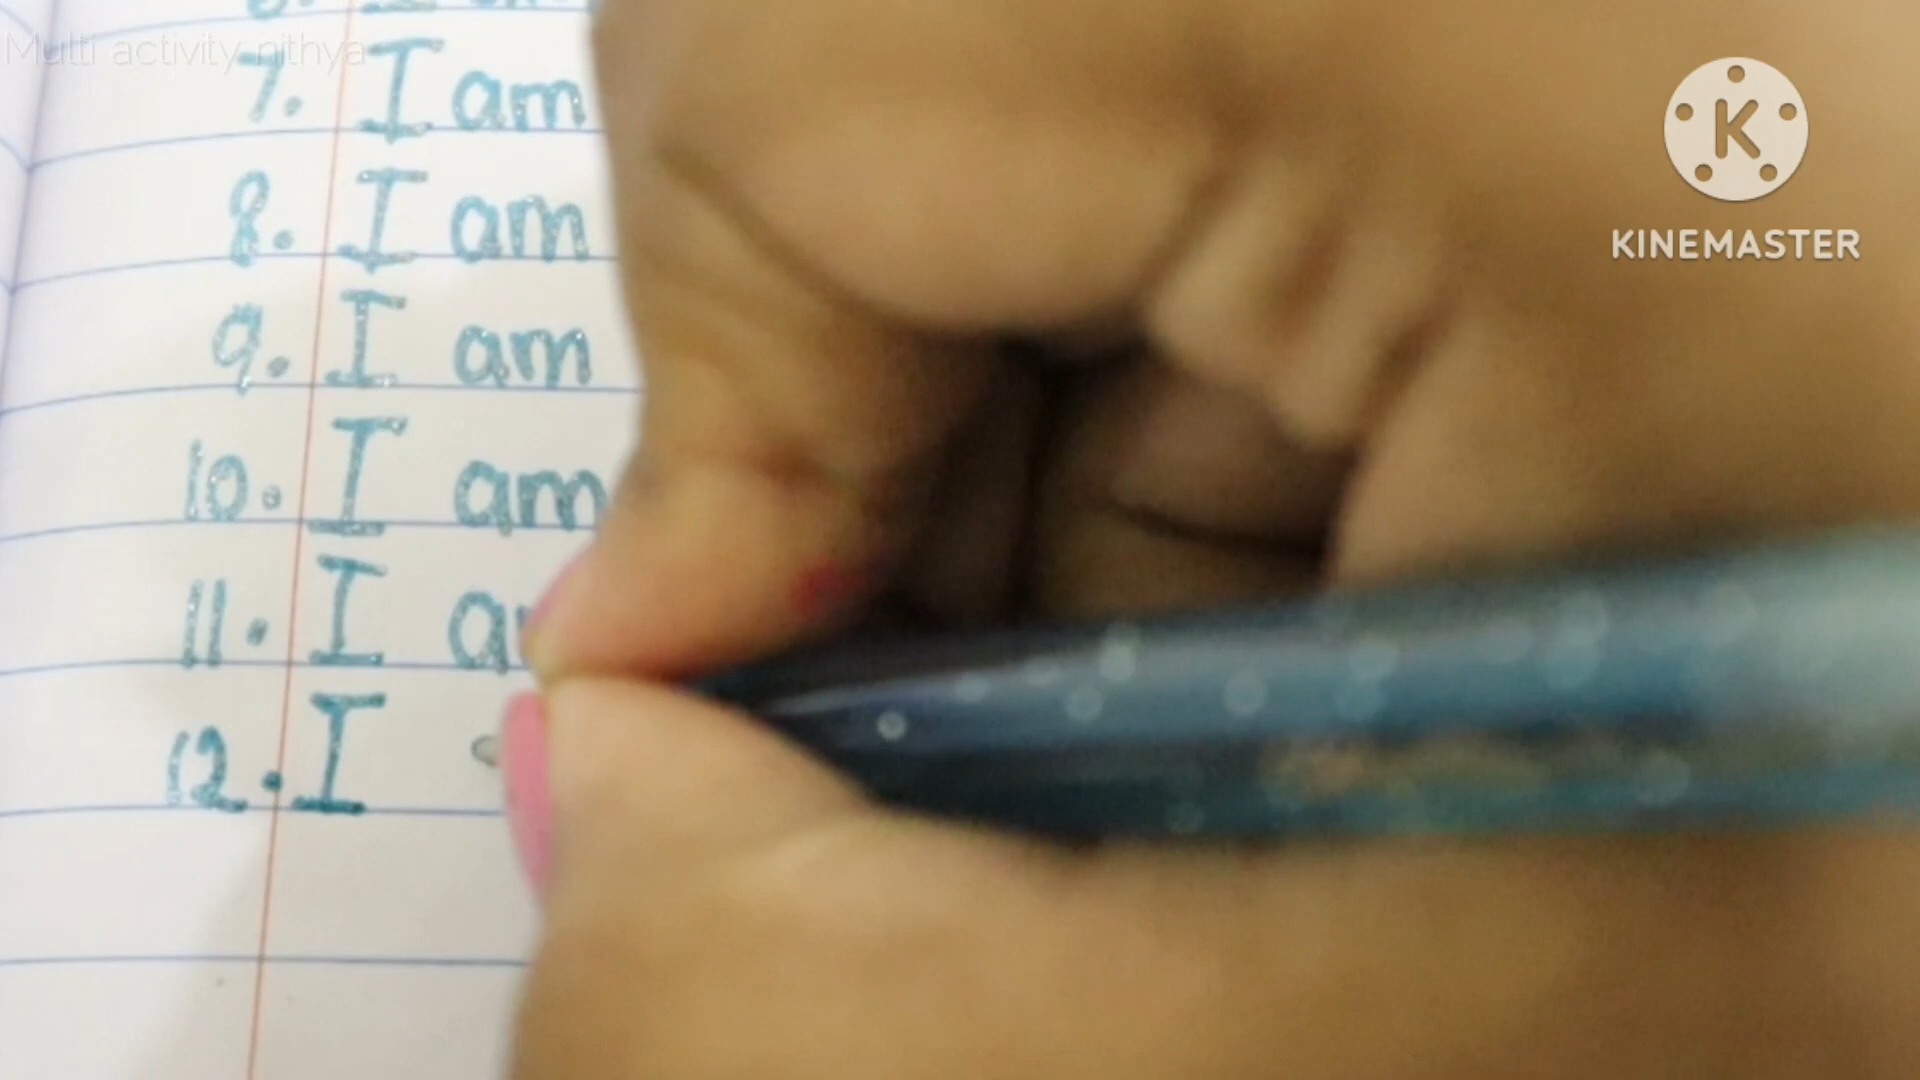 Multi activity nithya
7. I am
8. I am
9. I am
10. I am
11. I
12. I
K
KINEMASTER